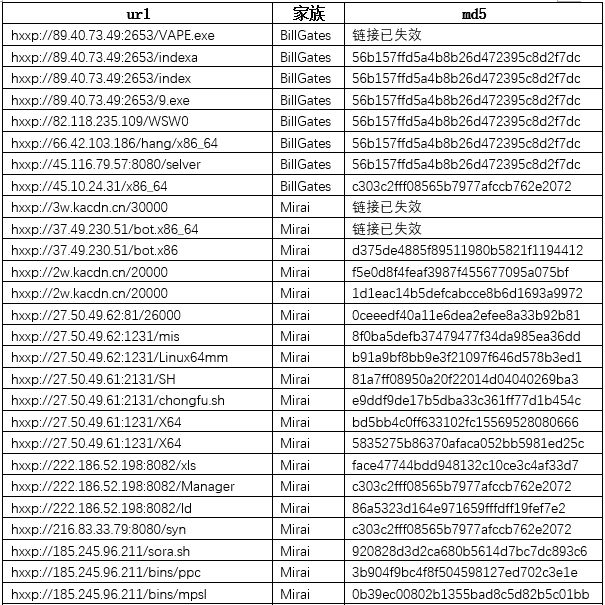 url 家族 md5
hxxp://89.40.73.49:2653/VAPE.exe BillGates 链接已失效
hxxp://89.40.73.49:2653/indexa BillGates 56b157ffd5a4b8b26d472395c8d2f7dc
hxxp://89.40.73.49:2653/index BillGates 56b157ffd5a4b8b26d472395c8d2f7dc
hxxp://89.40.73.49:2653/9.exe BillGates 56b157ffd5a4b8b26d472395c8d2f7dc
hxxp://82.118.235.109/WSW0 BillGates 56b157ffd5a4b8b26d472395c8d2f7dc
hxxp://66.42.103.186/hang/x86_64 BillGates 56b157ffd5a4b8b26d472395c8d2f7dc
hxxp://45.116.79.57:8080/selver BillGates 56b157ffd5a4b8b26d472395c8d2f7dc
hxxp://45.10.24.31/x86_64 BillGates c303c2fff08565b7977afccb762e2072
hxxp://3w.kacdn.cn/30000 Mirai 链接已失效
hxxp://37.49.230.51/bot.x86_64 Mirai 链接已失效
hxxp://37.49.230.51/bot.x86 Mirai d375de4885f89511980b5821f1194412
hxxp://2w.kacdn.cn/20000 Mirai f5e0d8f4feaf3987f455677095a075bf
hxxp://2w.kacdn.cn/20000 Mirai 1d1eac14b5defcabcce8b6d1693a9972
hxxp://27.50.49.62:81/26000 Mirai 0ceeedf40a11e6dea2efee8a33b92b81
hxxp://27.50.49.62:1231/mis Mirai 8f0ba5defb37479477f34da985ea36dd
hxxp://27.50.49.62:1231/Linux64mm Mirai b91a9bf8bb9e3f21097f646d578b3ed1
hxxp://27.50.49.61:2131/SH Mirai 81a7ff08950a20f22014d04040269ba3
hxxp://27.50.49.61:2131/chongfu.sh Mirai e9ddf9de17b5dba33c361ff77d1b454c
hxxp://27.50.49.61:1231/X64 Mirai bd5bb4c0ff633102fc15569528080666
hxxp://27.50.49.61:1231/X64 Mirai 5835275b86370afaca052bb5981ed25c
hxxp://222.186.52.198:8082/xls Mirai face47744bdd948132c10ce3c4af33d7
hxxp://222.186.52.198:8082/Manager Mirai c303c2fff08565b7977afccb762e2072
hxxp://222.186.52.198:8082/ld Mirai 86a5323d164e971659fffdff19fef7e2
hxxp://216.83.33.79:8080/syn Mirai c303c2fff08565b7977afccb762e2072
hxxp://185.245.96.211/sora.sh Mirai 920828d3d2ca680b5614d7bc7dc893c6
hxxp://185.245.96.211/bins/ppc Mirai 3b904f9bc4f8f504598127ed702c3e1e
hxxp://185.245.96.211/bins/mpsl Mirai 0b39ec00802b1355bad8c5d82b5c01bb